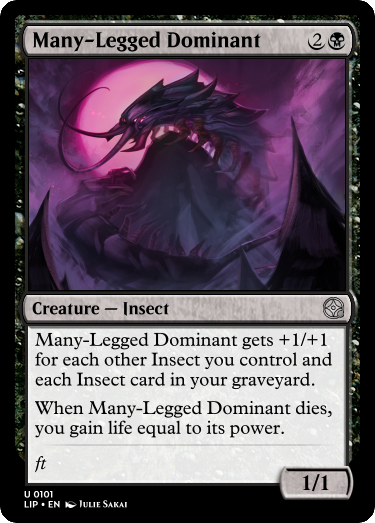 Many-Legged Dominant 2
Creature — Insect
Many-Legged Dominant gets +1/+1
for each other Insect you control and
each Insect card in your graveyard.
When Many-Legged Dominant dies,
you gain life equal to its power.
ft
1/1
U 0101
LIP • EN Julie Sakai